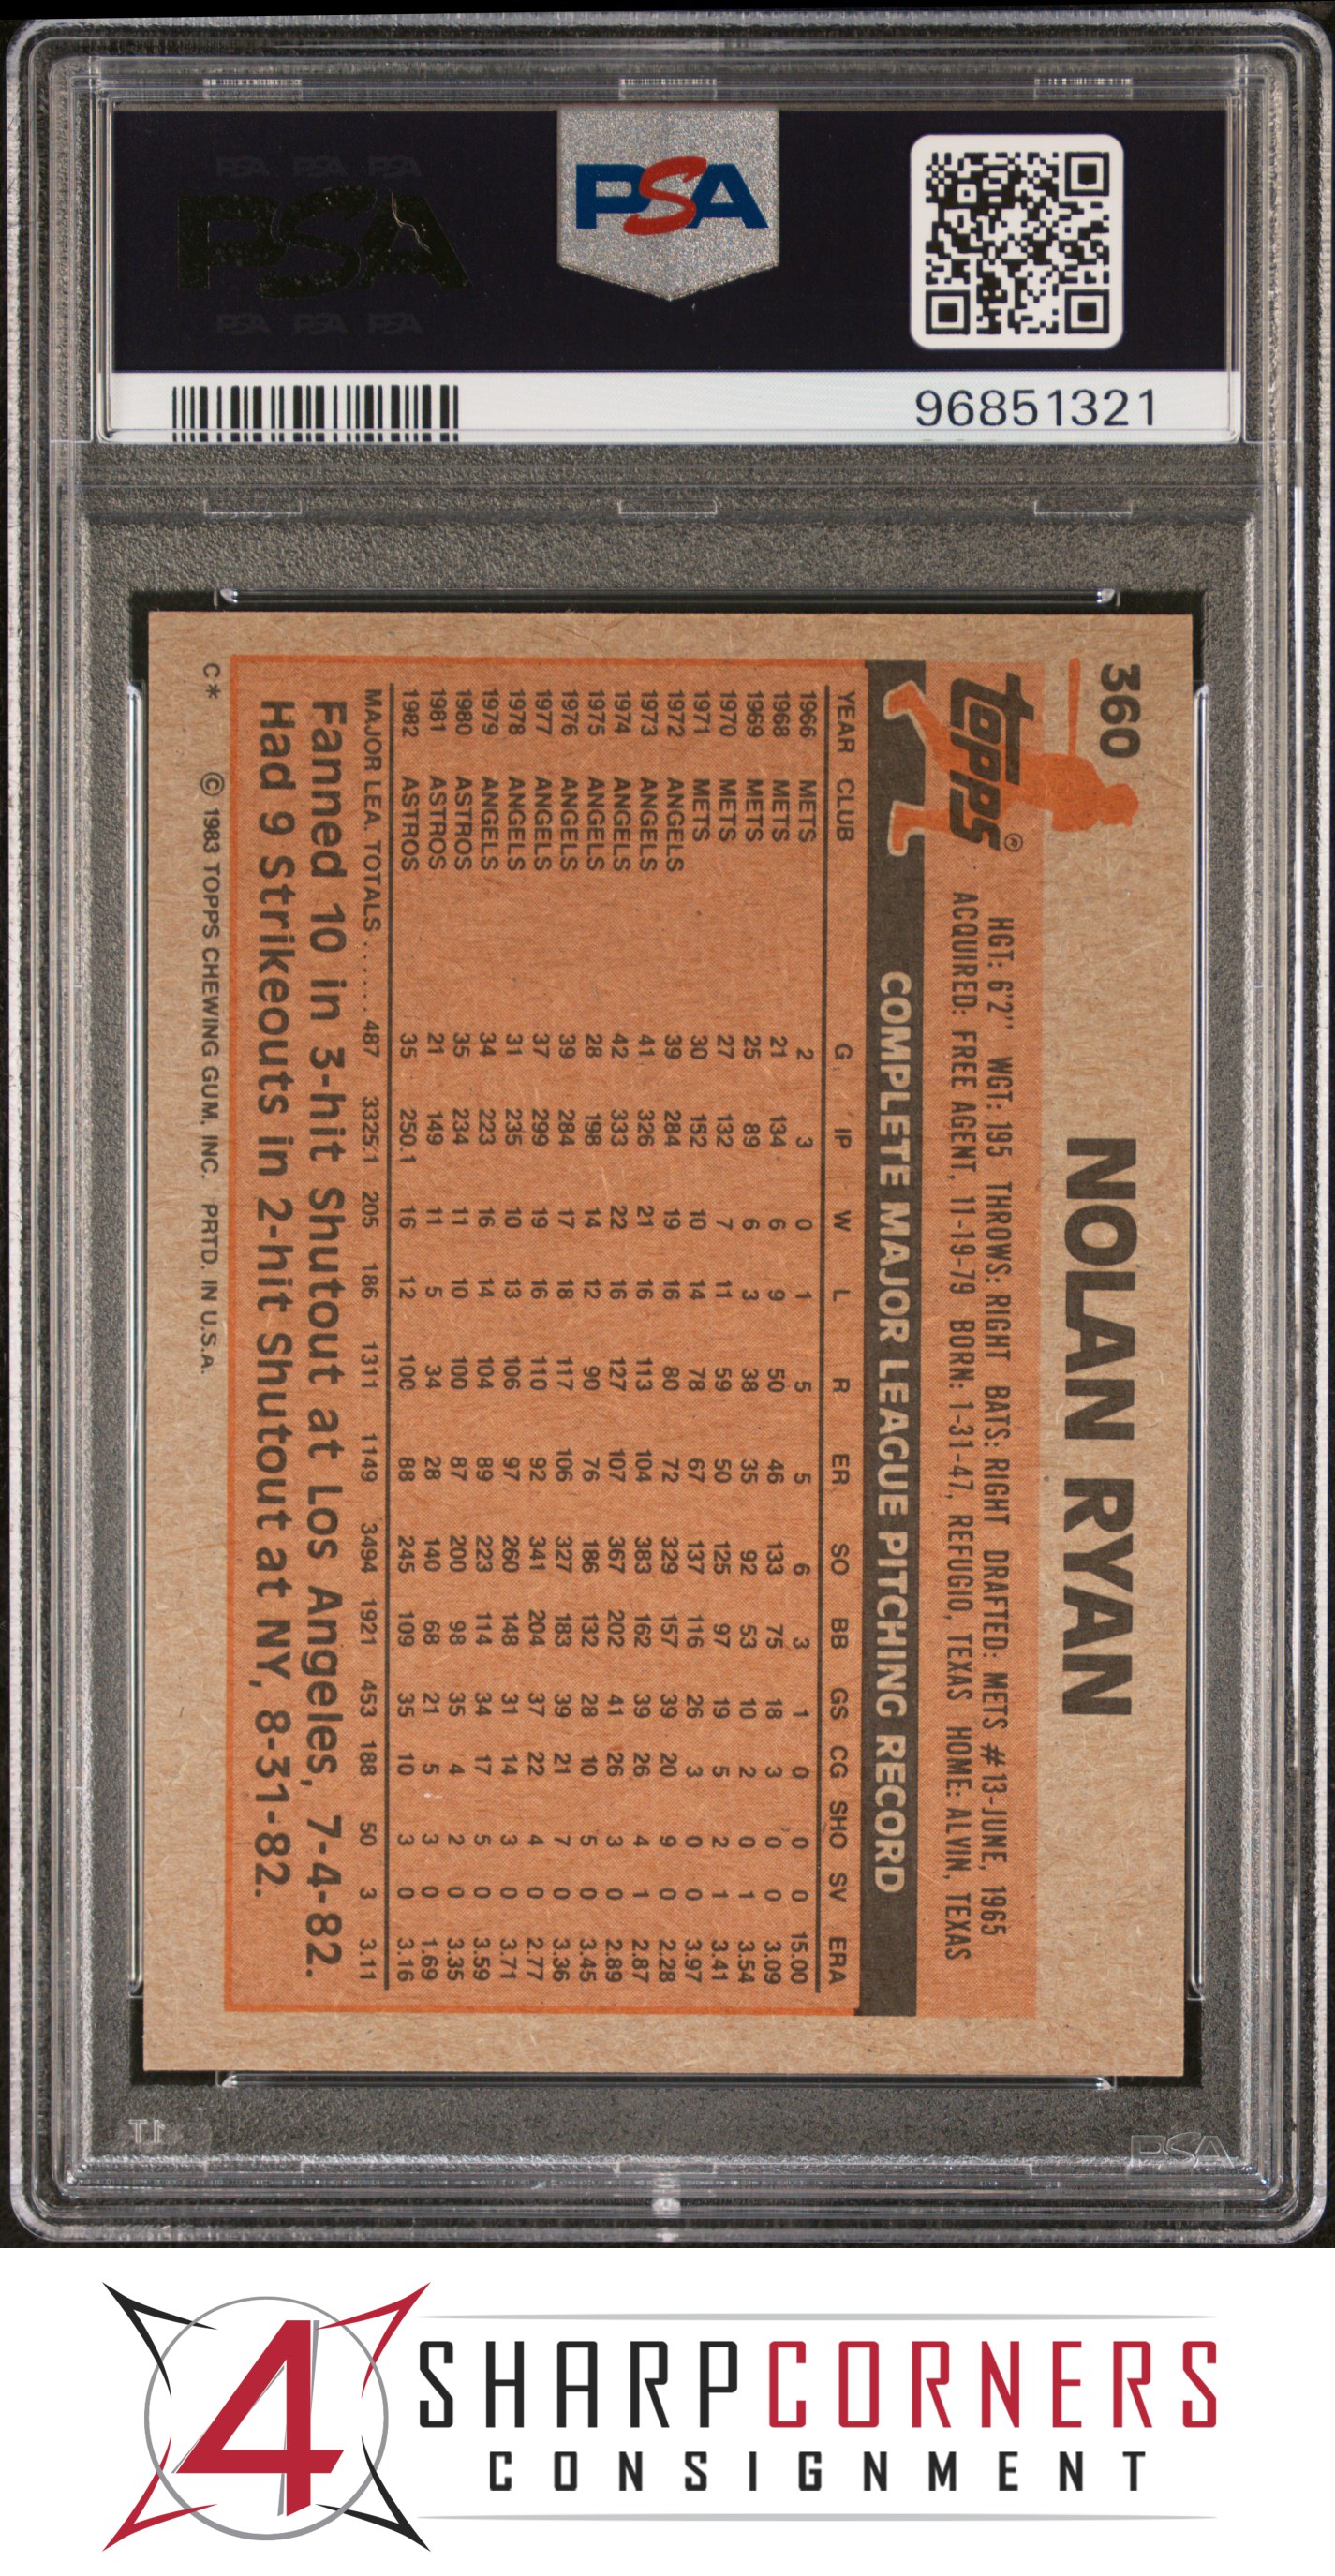 PSA PSA PSA
PSA
PSA PSA PSA
PSA
96851321
360
NOLAN RYAN
topps®
HGT: 6'2" WGT: 195 THROWS: RIGHT BATS: RIGHT DRAFTED: METS #13-JUNE, 1965
ACQUIRED: FREE AGENT, 11-19-79 BORN: 1-31-47, REFUGIO, TEXAS HOME: ALVIN, TEXAS
COMPLETE MAJOR LEAGUE PITCHING RECORD
YEAR CLUB G IP W L R ER SO BB GS CG SHO SV ERA
1966 METS 2 3 0 1 5 5 6 3 1 0 0 0 15.00
1968 METS 21 134 6 9 50 46 133 75 18 3 0 0 3.09
1969 METS 25 89 6 3 38 35 92 53 10 2 0 1 3.54
1970 METS 27 132 7 11 59 50 125 97 19 5 2 1 3.41
1971 METS 30 152 10 14 78 67 137 116 26 3 0 0 3.97
1972 ANGELS 39 284 19 16 80 72 329 157 39 20 9 0 2.28
1973 ANGELS 41 326 21 16 113 104 383 162 39 26 4 1 2.87
1974 ANGELS 42 333 22 16 127 107 367 202 41 26 3 0 2.89
1975 ANGELS 28 198 14 12 90 76 186 132 28 10 5 0 3.45
1976 ANGELS 39 284 17 18 117 106 327 183 39 21 7 0 3.36
1977 ANGELS 37 299 19 16 110 92 341 204 37 22 4 0 2.77
1978 ANGELS 31 235 10 13 106 97 260 148 31 14 3 0 3.71
1979 ANGELS 34 223 16 14 104 89 223 114 34 17 5 0 3.59
1980 ASTROS 35 234 11 10 100 87 200 98 35 4 2 0 3.35
1981 ASTROS 21 149 11 5 34 28 140 68 21 5 3 0 1.69
1982 ASTROS 35 250.1 16 12 100 88 245 109 35 10 3 0 3.16
MAJOR LEA. TOTALS ...... 487 3325.1 205 186 1311 1149 3494 1921 453 188 50 3 3.11
Fanned 10 in 3-hit Shutout at Los Angeles, 7-4-82.
Had 9 Strikeouts in 2-hit Shutout at NY, 8-31-82.
C* © 1983 TOPPS CHEWING GUM, INC. PRTD. IN U.S.A.
PSA
4 SHARPCORNERS
CONSIGNMENT